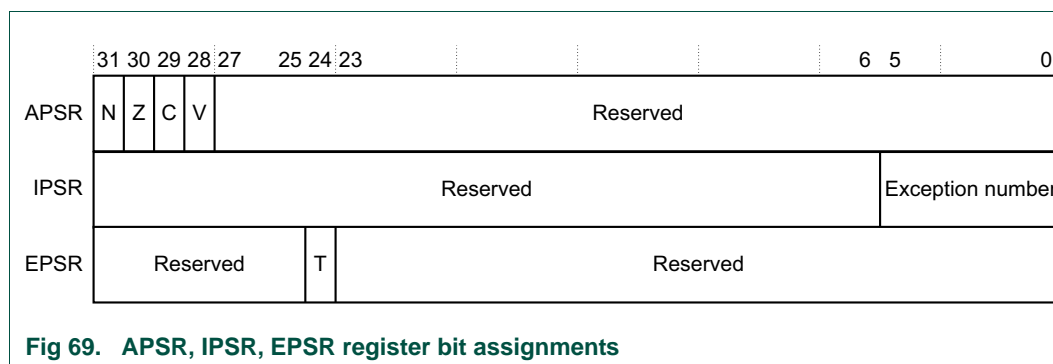 31 30 29 28 27 25 24 23 6 5 0
APSR N Z C V Reserved
IPSR Reserved Exception number
EPSR Reserved T Reserved
Fig 69. APSR, IPSR, EPSR register bit assignments